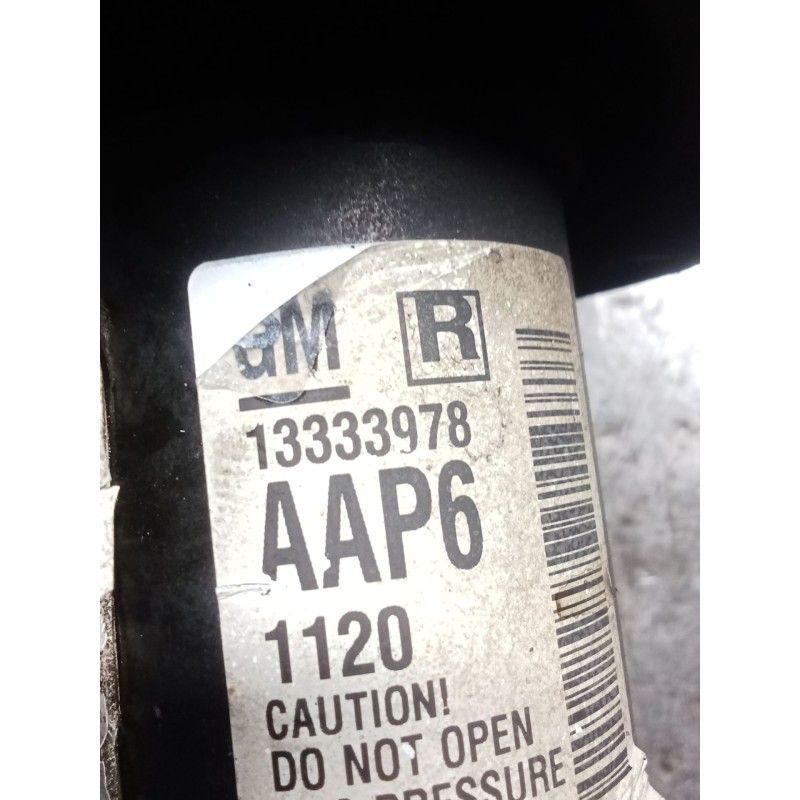 GM R
13333978
AAP6
1120
CAUTION!
DO NOT OPEN
PRESSURE